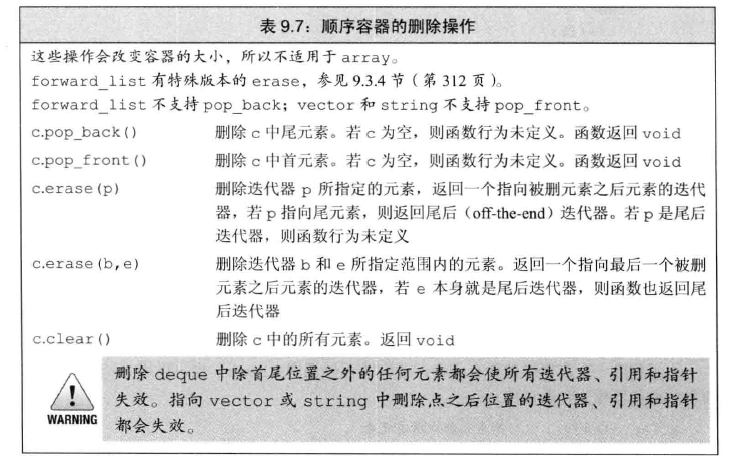 表 9.7：顺序容器的删除操作
这些操作会改变容器的大小，所以不适用于 array。
forward_list 有特殊版本的 erase，参见 9.3.4 节（第 312 页）。
forward_list 不支持 pop_back；vector 和 string 不支持 pop_front。
c.pop_back() 删除 c 中尾元素。若 c 为空，则函数行为未定义。函数返回 void
c.pop_front() 删除 c 中首元素。若 c 为空，则函数行为未定义。函数返回 void
c.erase(p) 删除迭代器 p 所指定的元素，返回一个指向被删元素之后元素的迭代
器，若 p 指向尾元素，则返回尾后（off-the-end）迭代器。若 p 是尾后
迭代器，则函数行为未定义
c.erase(b,e) 删除迭代器 b 和 e 所指定范围内的元素。返回一个指向最后一个被删
元素之后元素的迭代器，若 e 本身就是尾后迭代器，则函数也返回尾
后迭代器
c.clear() 删除 c 中的所有元素。返回 void
删除 deque 中除首尾位置之外的任何元素都会使所有迭代器、引用和指针
失效。指向 vector 或 string 中删除点之后位置的迭代器、引用和指针
都会失效。
WARNING